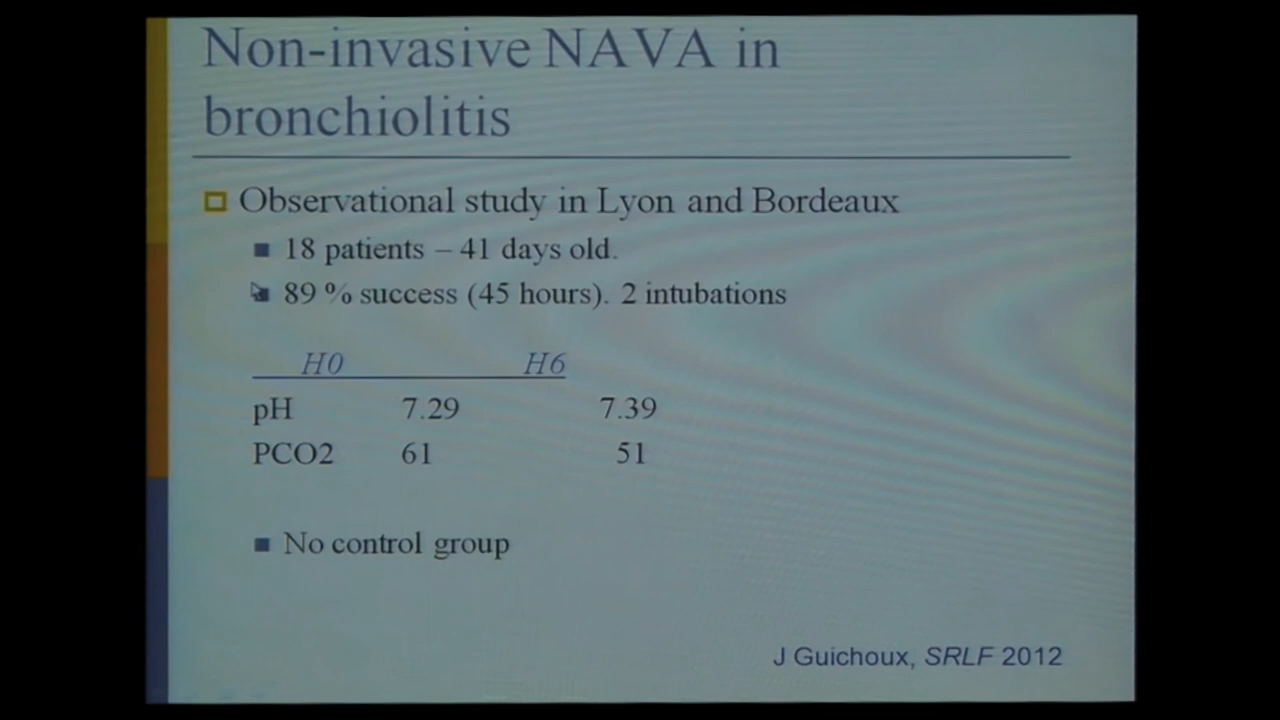 Non-invasive NAVA in
bronchiolitis
Observational study in Lyon and Bordeaux
18 patients – 41 days old.
89 % success (45 hours). 2 intubations
H0 H6
pH 7.29 7.39
PCO2 61 51
No control group
J Guichoux, SRLF 2012